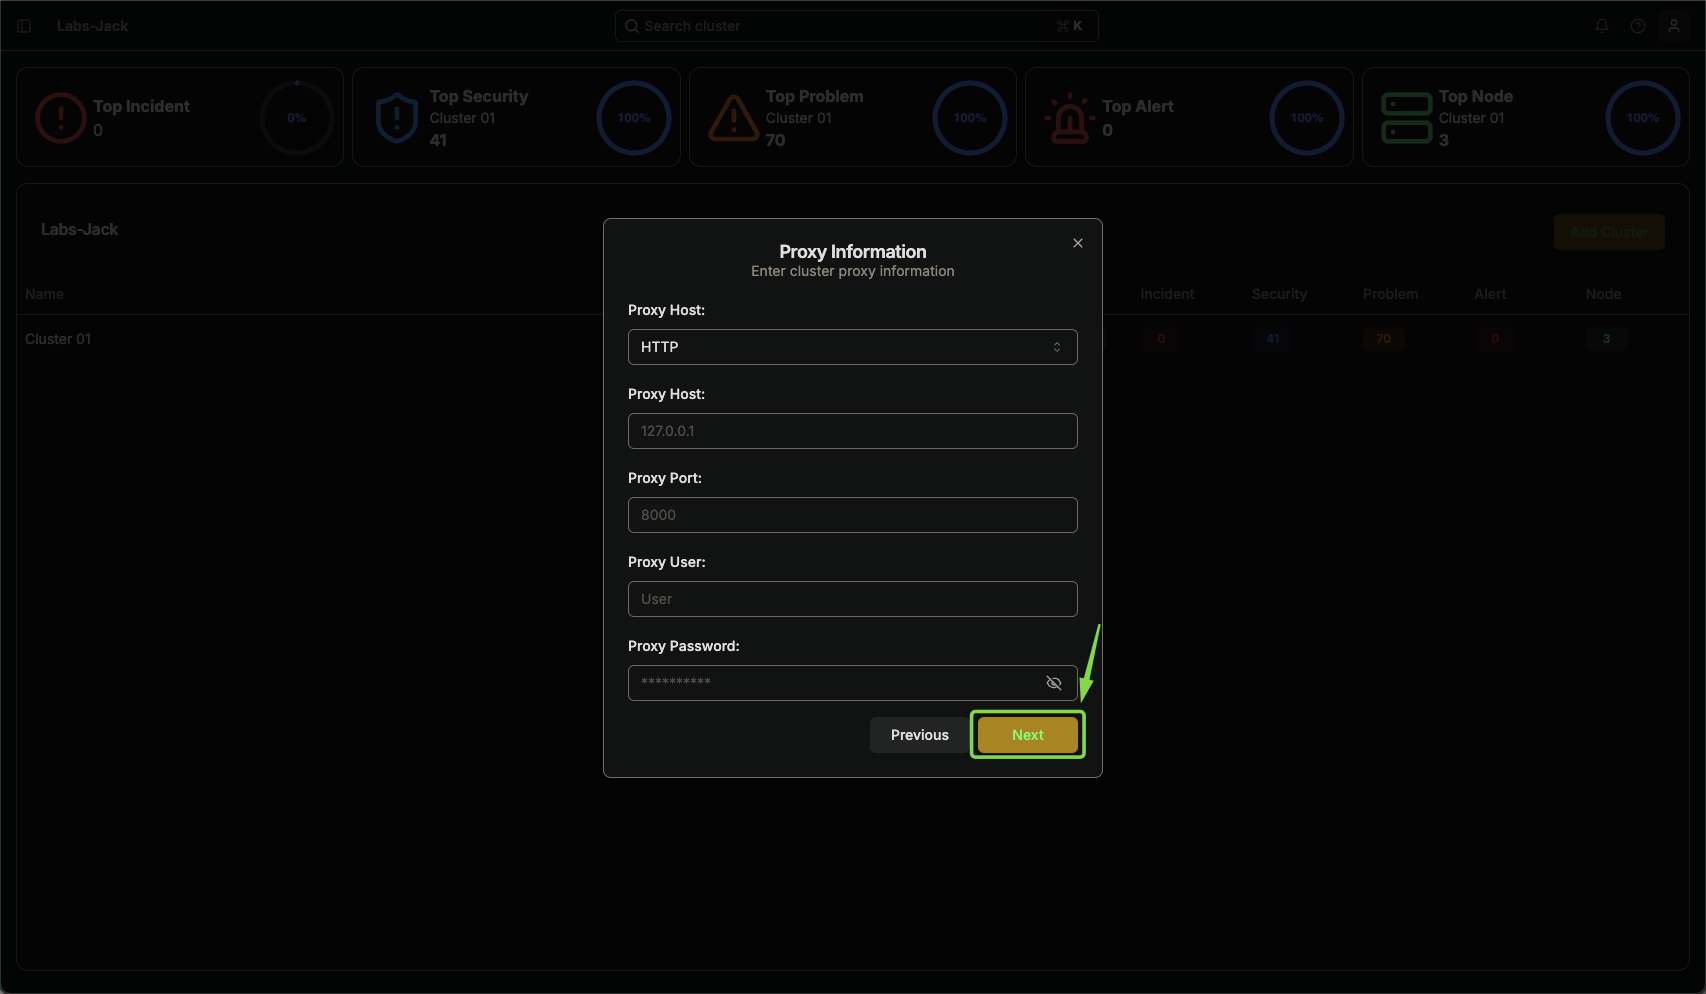 Labs-Jack
Search cluster
⌘ K
Top Incident
0
0%
Top Security
Cluster 01
41
100%
Top Problem
Cluster 01
70
100%
Top Alert
0
100%
Top Node
Cluster 01
3
100%
Labs-Jack
Add Cluster
Name
Incident
Security
Problem
Alert
Node
Cluster 01
0
41
70
0
3
Proxy Information
Enter cluster proxy information
Proxy Host:
HTTP
Proxy Host:
127.0.0.1
Proxy Port:
8000
Proxy User:
User
Proxy Password:
**********
Previous
Next